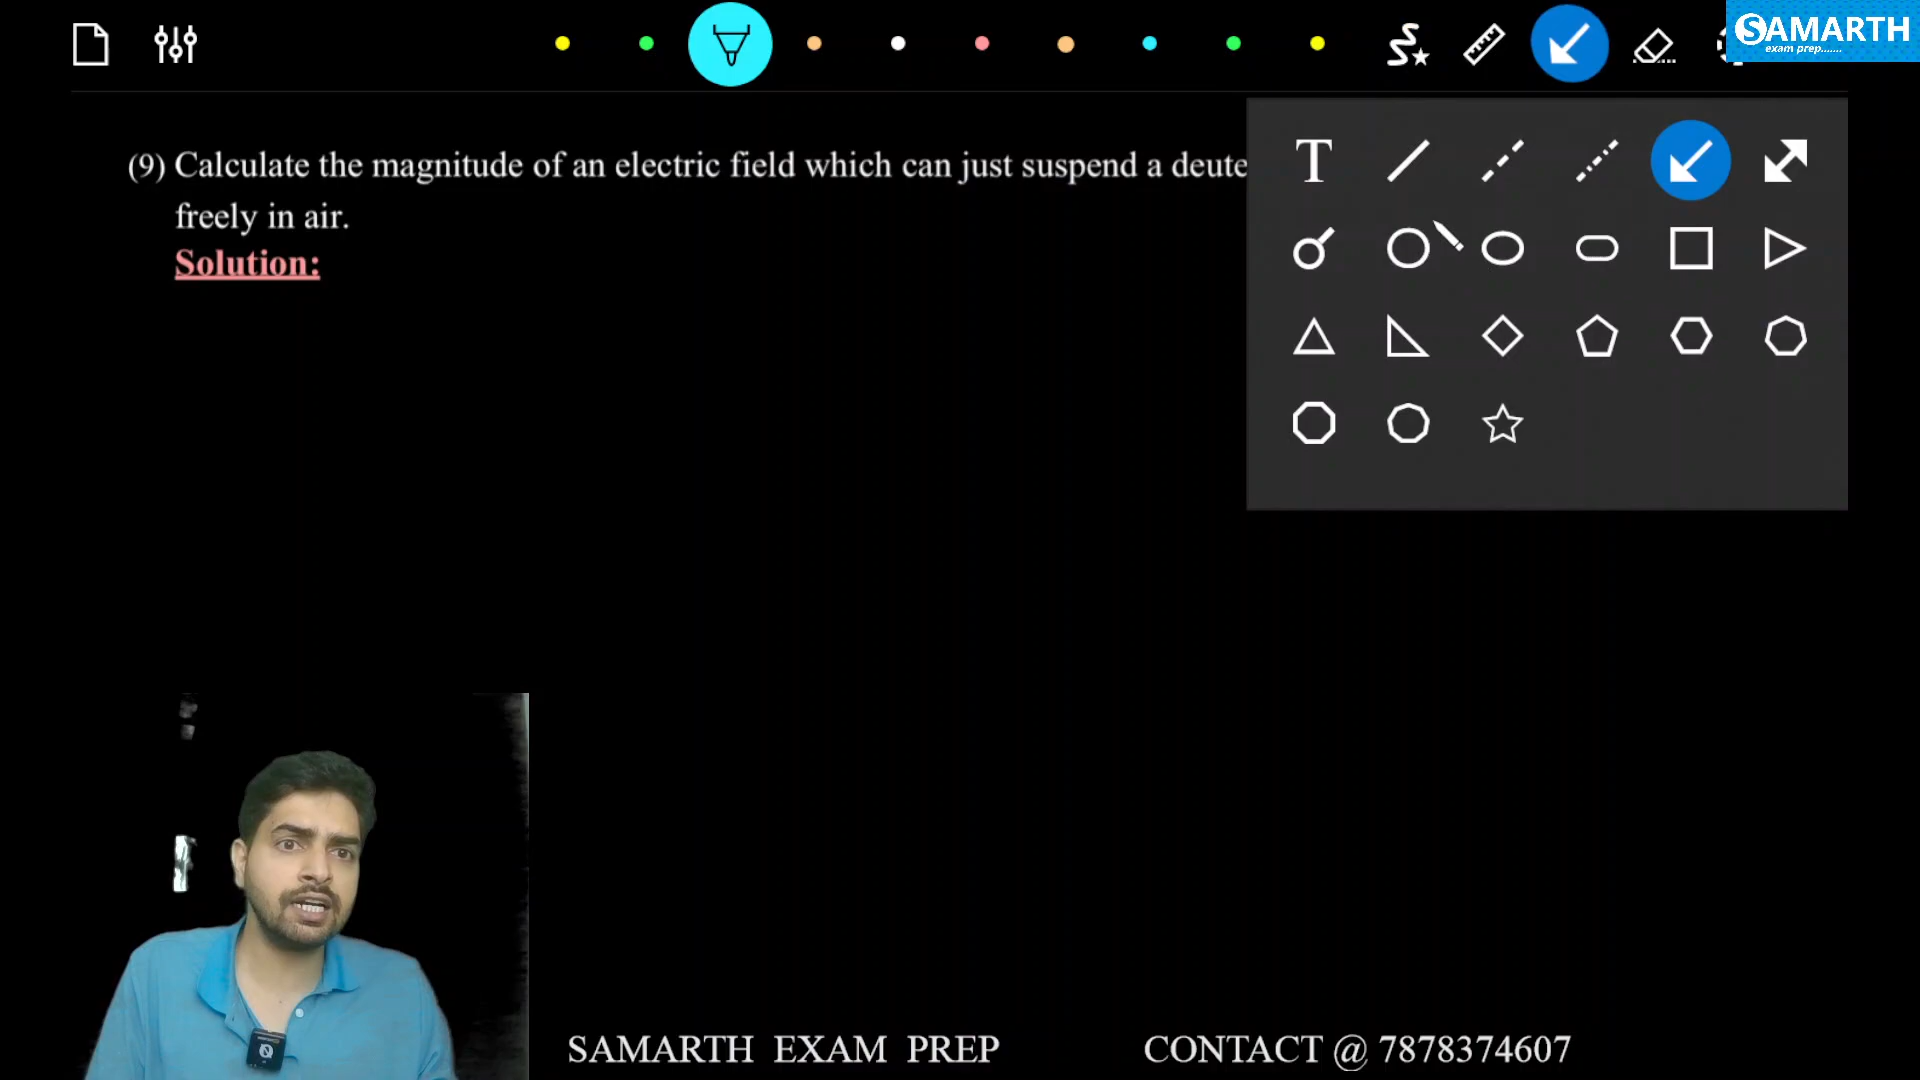 SAMARTH
exam prep.......
(9) Calculate the magnitude of an electric field which can just suspend a deute
T
freely in air.
Solution:
SAMARTH EXAM PREP CONTACT @ 7878374607